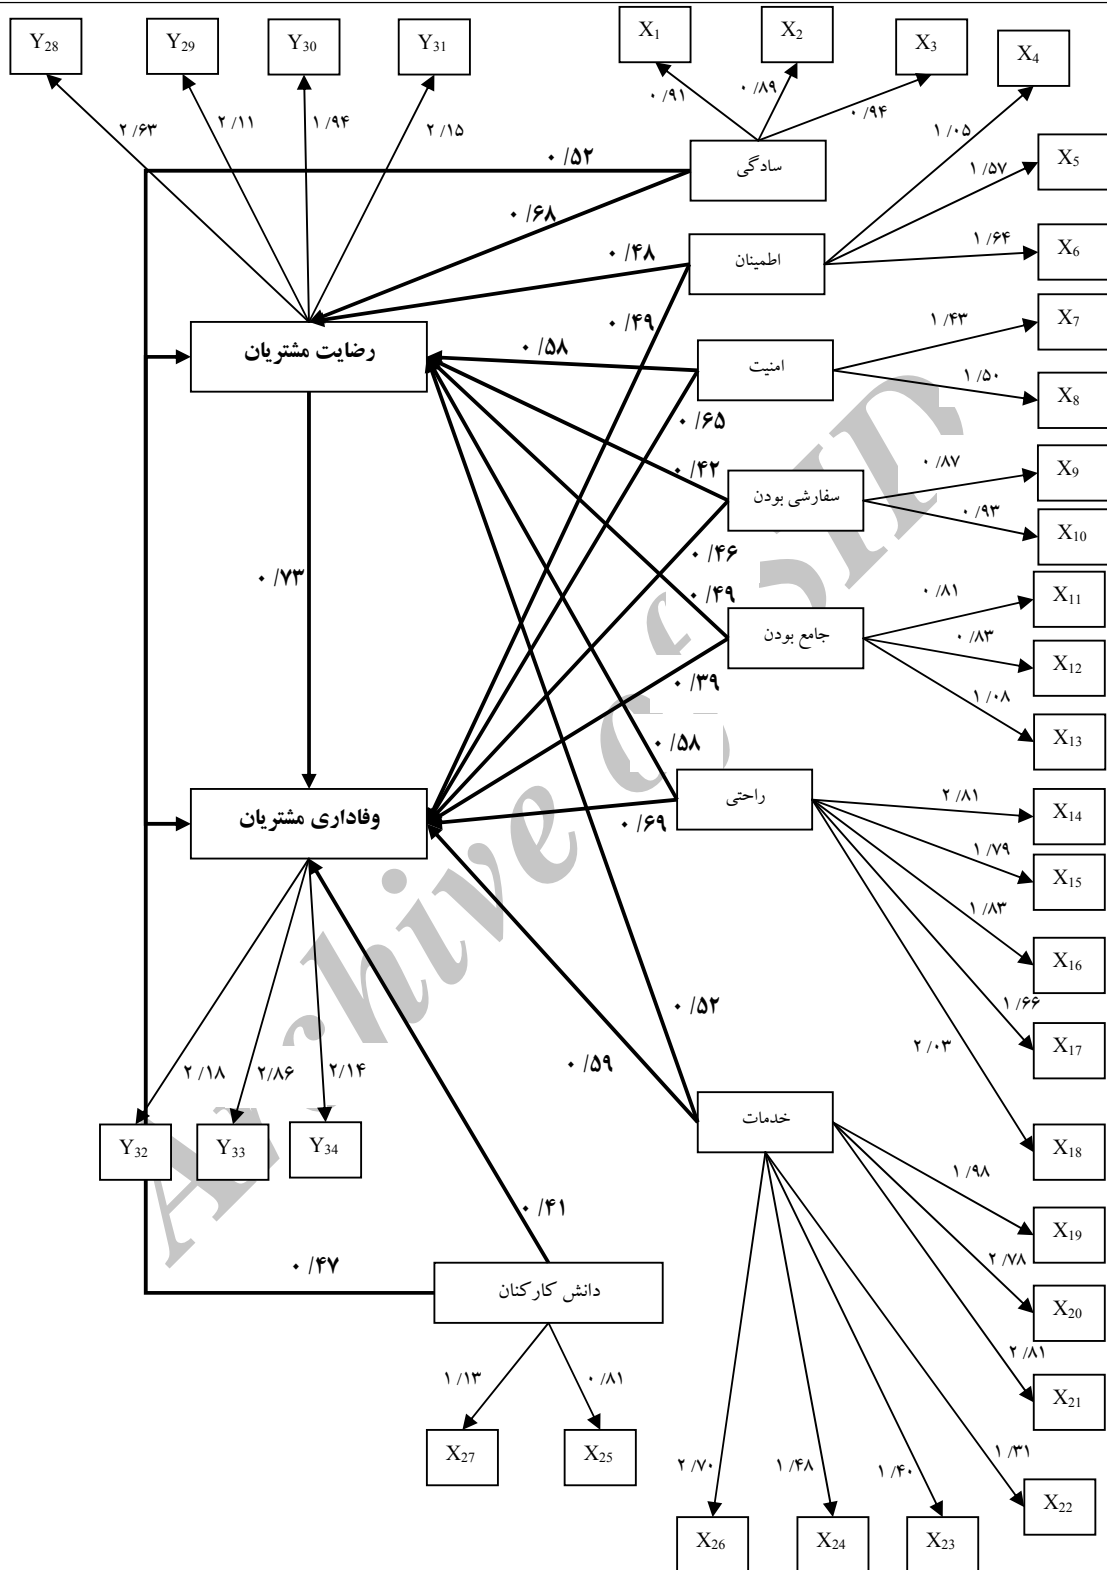 Y28
Y29
Y30
Y31
X1
X2
X3
X4
۲/۶۳
۲/۱۱
۱/۹۴
۲/۱۵
۰/۹۱
۰/۸۹
۰/۹۴
۱/۰۵
۰/۵۲
سادگی
X5
۱/۵۷
۰/۶۸
۰/۴۸
اطمینان
۱/۶۴
X6
۰/۴۹
۰/۵۸
رضایت مشتریان
امنیت
۱/۴۳
X7
۱/۵۰
X8
۰/۶۵
۰/۴۲
سفارشی بودن
۰/۸۷
X9
۰/۹۳
X10
۰/۴۶
۰/۷۳
۰/۴۹
جامع بودن
۰/۸۱
X11
۰/۸۳
X12
۰/۳۹
۱/۰۸
X13
۰/۵۸
راحتی
۲/۸۱
X14
وفاداری مشتریان
۰/۶۹
۱/۷۹
X15
۱/۸۳
X16
۱/۶۶
X17
۰/۵۲
۲/۰۳
۰/۵۹
۲/۱۸
۲/۸۶
۲/۱۴
خدمات
Y32
Y33
Y34
X18
۱/۹۸
X19
۰/۴۱
۰/۴۷
دانش کارکنان
۲/۷۸
X20
۲/۸۱
X21
۱/۱۳
۰/۸۱
X27
X25
۲/۷۰
۱/۴۸
۱/۴۰
۱/۳۱
X22
X26
X24
X23
Archive of SID